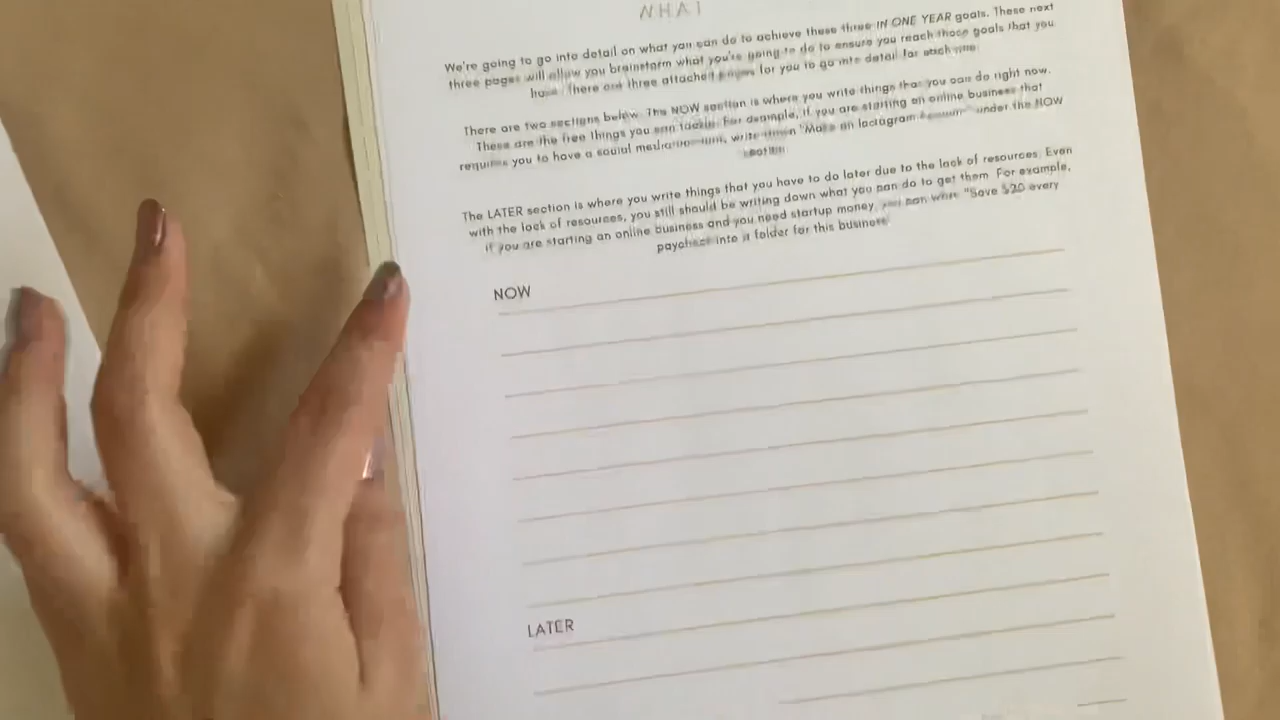 WHAT
We're going to go into detail on what you can do to achieve these three IN ONE YEAR goals. These next
three pages will allow you brainstorm what you're going to do to ensure you reach those goals that you
have. There are three attached pages for you to go into detail for each one.
There are two sections below. The NOW section is where you write things that you can do right now.
These are the free things you can tackle. For example, if you are starting an online business that
requires you to have a social media account, write down "Make an Instagram Account" under the NOW
section.
The LATER section is where you write things that you have to do later due to the lack of resources. Even
with the lack of resources, you still should be writing down what you can do to get them. For example,
if you are starting an online business and you need startup money, you can write "Save $20 every
paycheck into a folder for this business
NOW
LATER